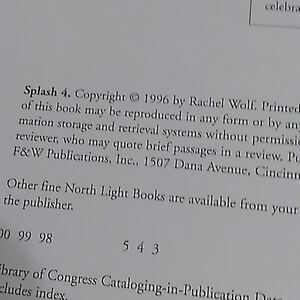 celebra
Splash 4. Copyright © 1996 by Rachel Wolf. Printed
of this book may be reproduced in any form or by any
mation storage and retrieval systems without permissi
reviewer, who may quote brief passages in a review. Pu
F&W Publications, Inc., 1507 Dana Avenue, Cincinn
Other fine North Light Books are available from your
the publisher.
00 99 98 5 4 3
ibrary of Congress Cataloging-in-Publication Data
cludes index.